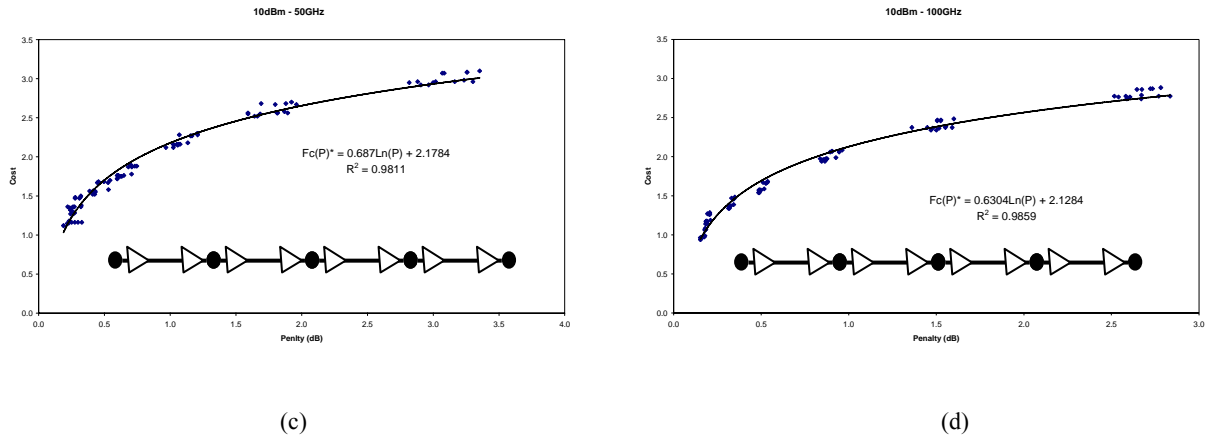 10dBm - 50GHz
3.5
3.0
2.5
2.0
1.5
1.0
0.5
0.0
Cost
Fc(P)* = 0.687Ln(P) + 2.1784
R² = 0.9811
0.0 0.5 1.0 1.5 2.0 2.5 3.0 3.5 4.0
Penlty (dB)
(c)
10dBm - 100GHz
3.5
3.0
2.5
2.0
1.5
1.0
0.5
0.0
Cost
Fc(P)* = 0.6304Ln(P) + 2.1284
R² = 0.9859
0.0 0.5 1.0 1.5 2.0 2.5 3.0
Penalty (dB)
(d)